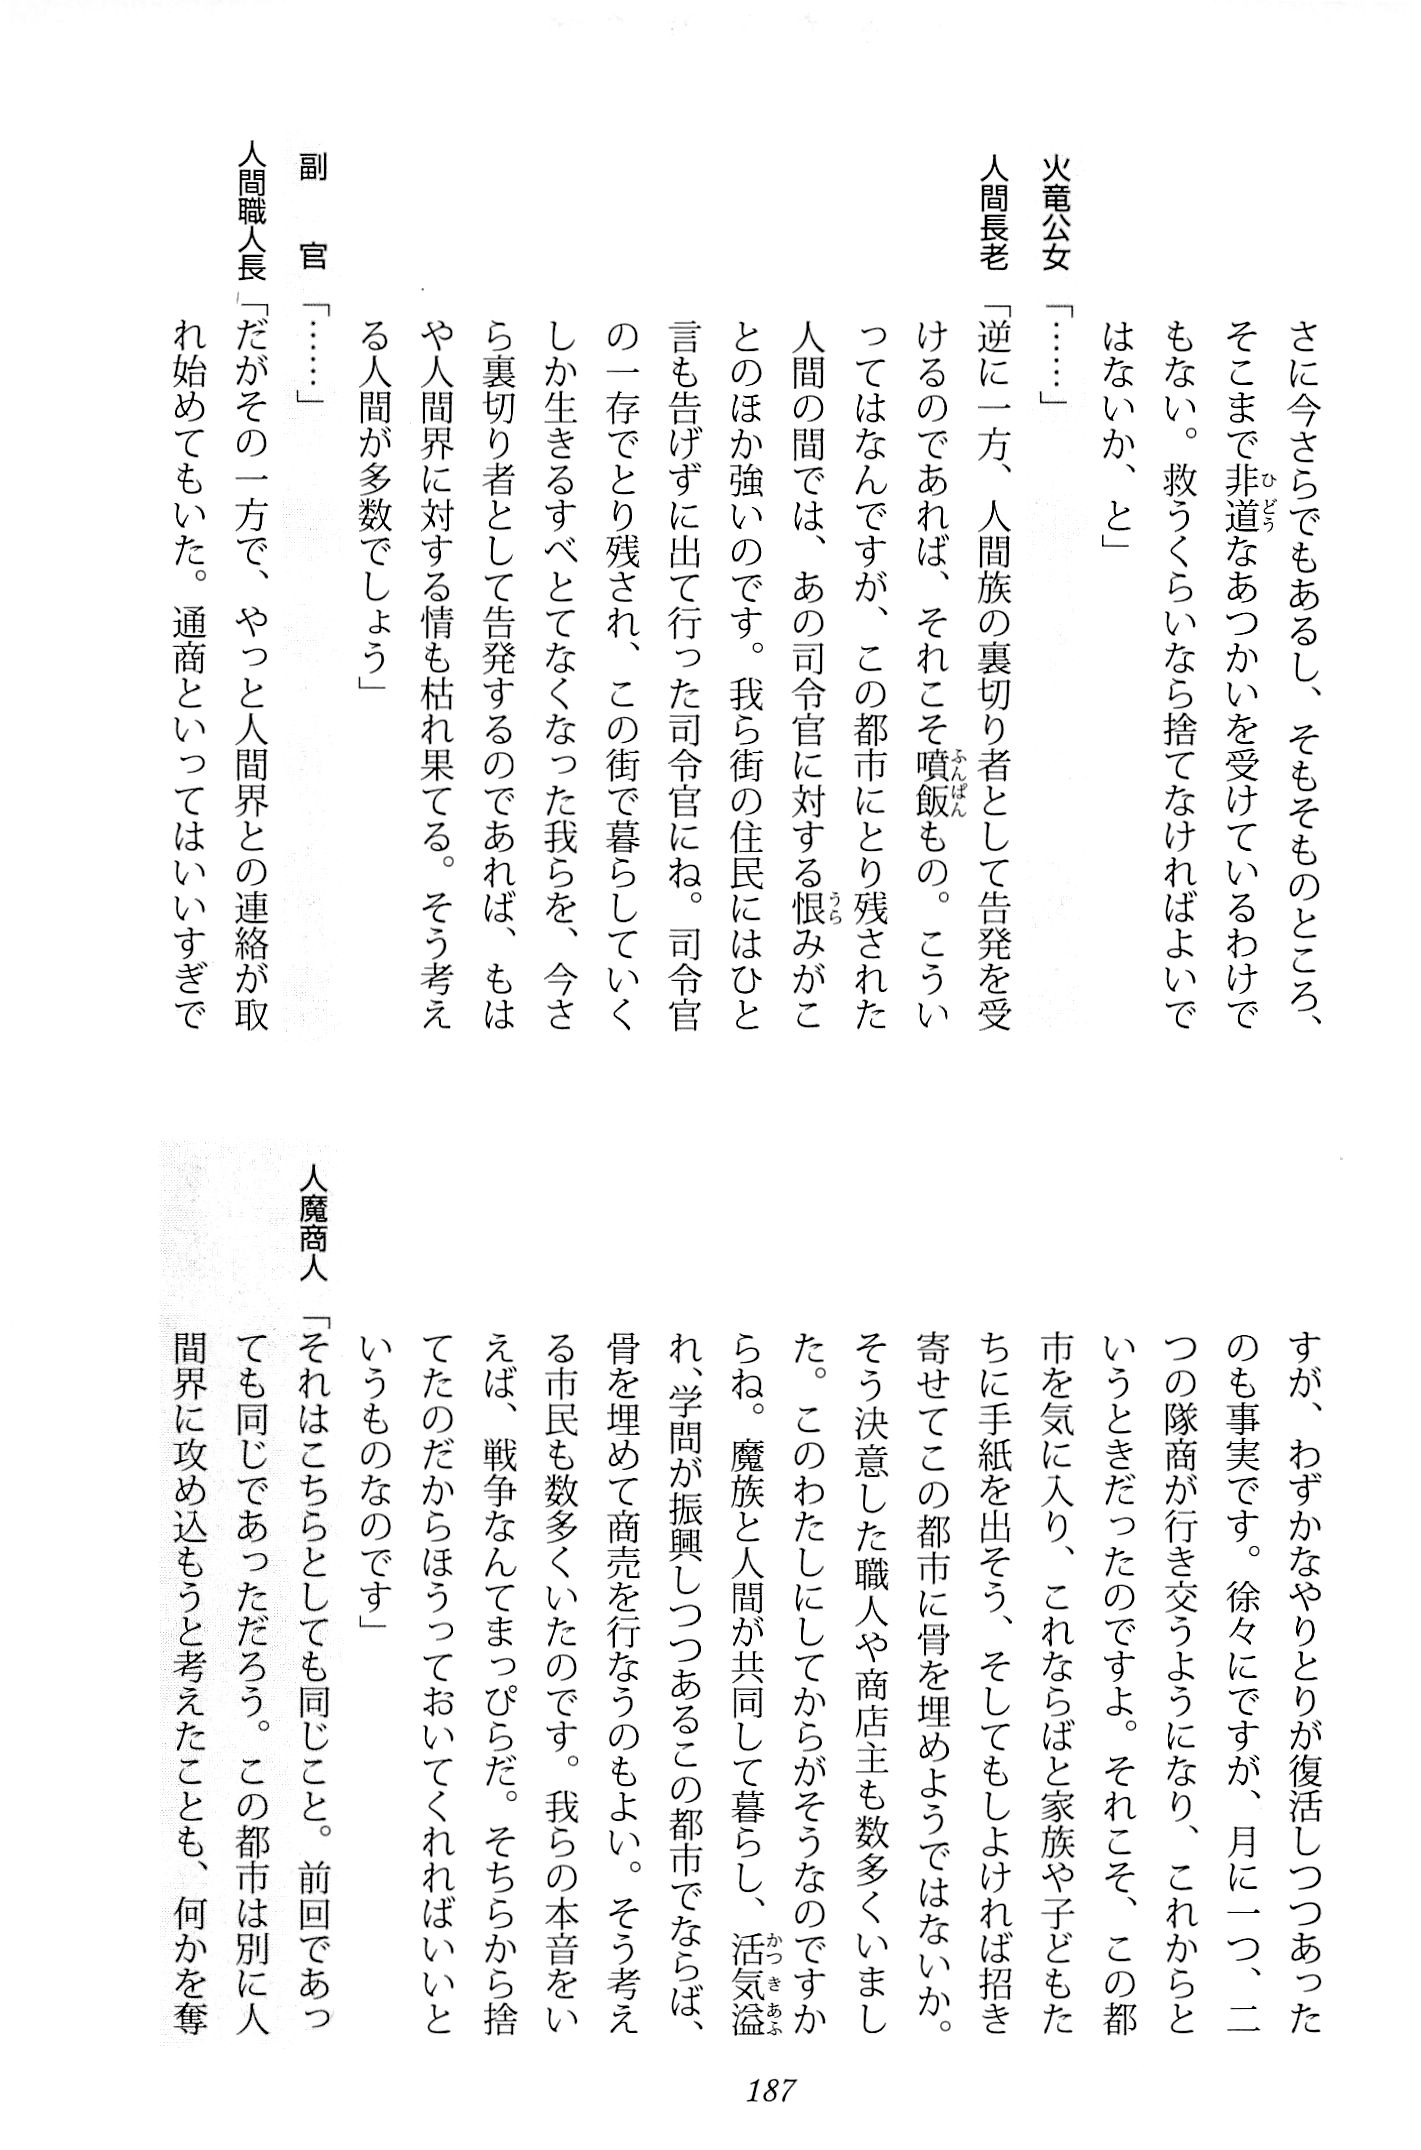 さに今さらでもあるし、そもそものところ、
そこまで非道なあつかいを受けているわけで
もない。救うくらいなら捨てなければよいで
はないか、と」
火竜公女「……」
人間長老「逆に一方、人間族の裏切り者として告発を受
けるのであれば、それこそ噴飯もの。こうい
ってはなんですが、この都市にとり残された
人間の間では、あの司令官に対する恨みがこ
とのほか強いのです。我ら街の住民にはひと
言も告げずに出て行った司令官にね。司令官
の一存でとり残され、この街で暮らしていく
しか生きるすべとてなくなった我らを、今さ
ら裏切り者として告発するのであれば、もは
や人間界に対する情も枯れ果てる。そう考え
る人間が多数でしょう」
副官「……」
人間職人長「だがその一方で、やっと人間界との連絡が取
れ始めてもいた。通商といってはいいすぎで
すが、わずかなやりとりが復活しつつあった
のも事実です。徐々にですが、月に一つ、二
つの隊商が行き交うようになり、これからと
いうときだったのですよ。それこそ、この都
市を気に入り、これならばと家族や子どもた
ちに手紙を出そう、そしてもしよければ招き
寄せてこの都市に骨を埋めようではないか。
そう決意した職人や商店主も数多くいまし
た。このわたしにしてからがそうなのですか
らね。魔族と人間が共同して暮らし、活気溢
れ、学問が振興しつつあるこの都市でならば、
骨を埋めて商売を行なうのもよい。そう考え
る市民も数多くいたのです。我らの本音をい
えば、戦争なんてまっぴらだ。そちらから捨
てたのだからほうっておいてくれればいいと
いうものなのです」
人魔商人「それはこちらとしても同じこと。前回であっ
ても同じであっただろう。この都市は別に人
間界に攻め込もうと考えたことも、何かを奪
187